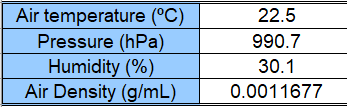 Air temperature (ºC) 22.5
Pressure (hPa) 990.7
Humidity (%) 30.1
Air Density (g/mL) 0.0011677